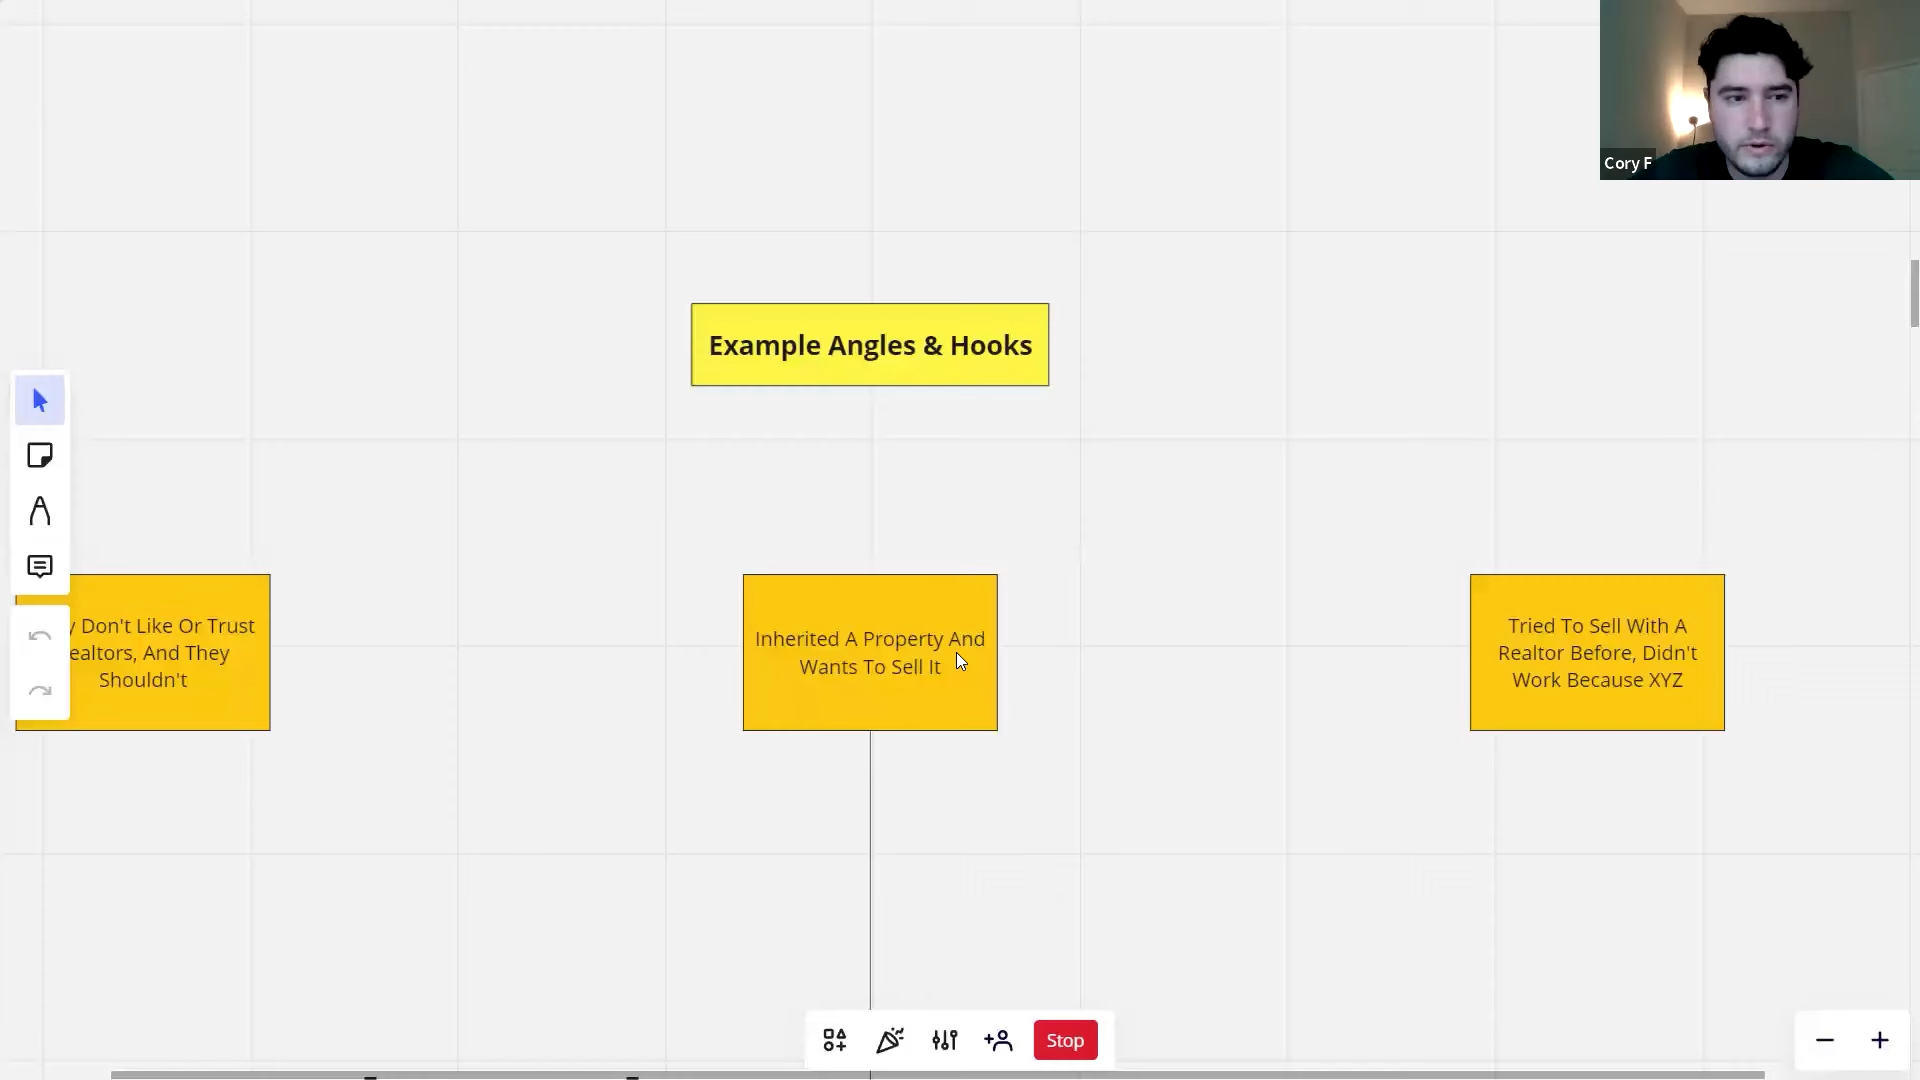 Cory F
Example Angles & Hooks
Don't Like Or Trust
ealtors, And They
Shouldn't
Inherited A Property And
Wants To Sell It
Tried To Sell With A
Realtor Before, Didn't
Work Because XYZ
Stop